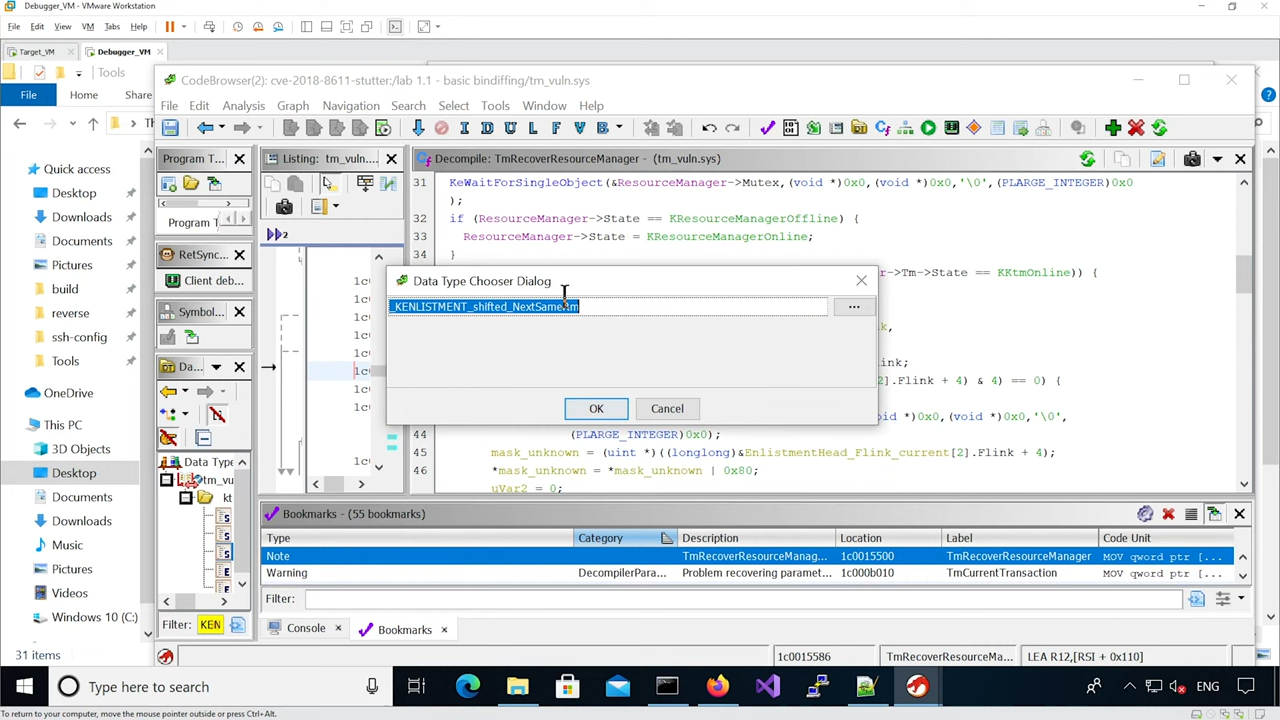 Debugger_VM — VMware Workstation
File Edit View VM Tabs Help
Target_VM
Debugger_VM
Tools
File Home Share
Quick access
Desktop
Downloads
Documents
Pictures
build
reverse
ssh-config
Tools
OneDrive
This PC
3D Objects
Desktop
Documents
Downloads
Music
Pictures
Videos
Windows 10 (C:)
31 items
CodeBrowser(2): cve-2018-8611-stutter:/lab 1.1 - basic bindiffing/tm_vuln.sys
File Edit Analysis Graph Navigation Search Select Tools Window Help
I D U L F V B
Program T...
Program T
RetSync...
Client deb...
Symbol...
Da...
Data Type
tm_vu
kt
Filter: KEN
Listing: tm_vuln....
2
Decompile: TmRecoverResourceManager - (tm_vuln.sys)
31 KeWaitForSingleObject(&ResourceManager->Mutex,(void *)0x0,(void *)0x0,'\0',(PLARGE_INTEGER)0x0
);
32 if (ResourceManager->State == KResourceManagerOffline) {
33 ResourceManager->State = KResourceManagerOnline;
34 }
->Tm->State == KKtmOnline)) {
Data Type Chooser Dialog
_KENLISTMENT_shifted_NextSameRm
...
OK Cancel
k,
;
].Flink + 4) & 4) == 0) {
oid *)0x0,(void *)0x0,'\0',
44 (PLARGE_INTEGER)0x0);
45 mask_unknown = (uint *)((longlong)&EnlistmentHead_Flink_current[2].Flink + 4);
46 *mask_unknown = *mask_unknown | 0x80;
uVar2 = 0;
Bookmarks - (55 bookmarks)
Type Category Description Location Label Code Unit
Note TmRecoverResourceManag... 1c0015500 TmRecoverResourceManager MOV qword ptr [...
Warning DecompilerPara... Problem recovering paramet... 1c000b010 TmCurrentTransaction MOV qword ptr [...
Filter:
Console Bookmarks
1c0015586 TmRecoverResourceMa... LEA R12,[RSI + 0x110]
Type here to search
ENG
To return to your computer, move the mouse pointer outside or press Ctrl+Alt.